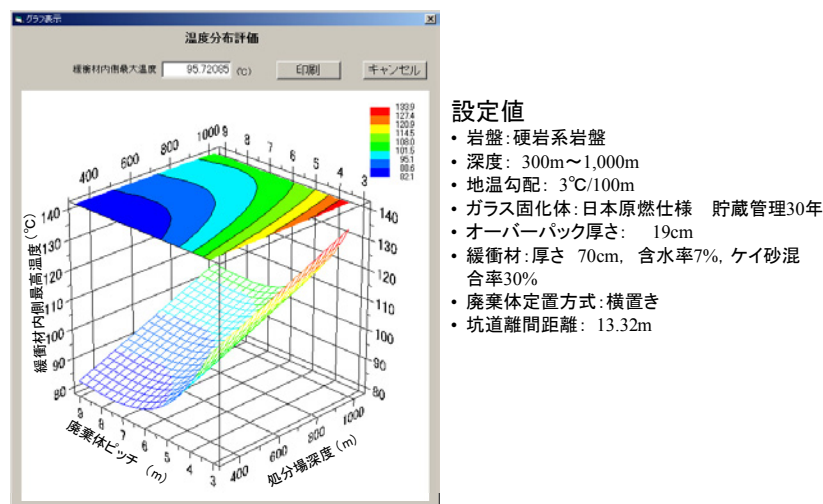 グラフ表示
温度分布評価
緩衝材内側最大温度 95.72085 (℃) 印刷 キャンセル
133.9
127.4
120.9
114.5
108.0
101.5
95.1
88.6
82.1
400 600 800 1000 9 8 7 6 5 4 3
140 130 120 110 100 90 80
緩衝材内側最高温度(℃)
140 130 120 110 100 90 80
9 8 7 6 5 4 3
廃棄体ピッチ (m)
400 600 800 1000
処分場深度(m)
設定値
• 岩盤:硬岩系岩盤
• 深度: 300m~1,000m
• 地温勾配: 3℃/100m
• ガラス固化体:日本原燃仕様 貯蔵管理30年
• オーバーパック厚さ: 19cm
• 緩衝材:厚さ 70cm, 含水率7%, ケイ砂混
合率30%
• 廃棄体定置方式:横置き
• 坑道離間距離: 13.32m